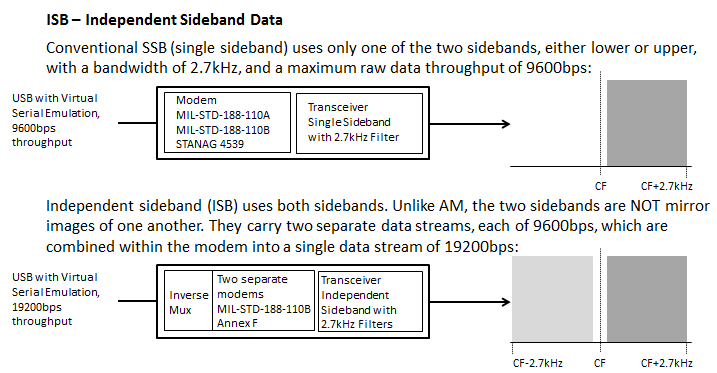 ISB – Independent Sideband Data
Conventional SSB (single sideband) uses only one of the two sidebands, either lower or upper,
with a bandwidth of 2.7kHz, and a maximum raw data throughput of 9600bps:
USB with Virtual
Serial Emulation,
9600bps
throughput
Modem
MIL-STD-188-110A
MIL-STD-188-110B
STANAG 4539
Transceiver
Single Sideband
with 2.7kHz Filter
CF
CF+2.7kHz
Independent sideband (ISB) uses both sidebands. Unlike AM, the two sidebands are NOT mirror
images of one another. They carry two separate data streams, each of 9600bps, which are
combined within the modem into a single data stream of 19200bps:
USB with Virtual
Serial Emulation,
19200bps
throughput
Inverse
Mux
Two separate
modems
MIL-STD-188-110B
Annex F
Transceiver
Independent
Sideband with
2.7kHz Filters
CF-2.7kHz
CF
CF+2.7kHz